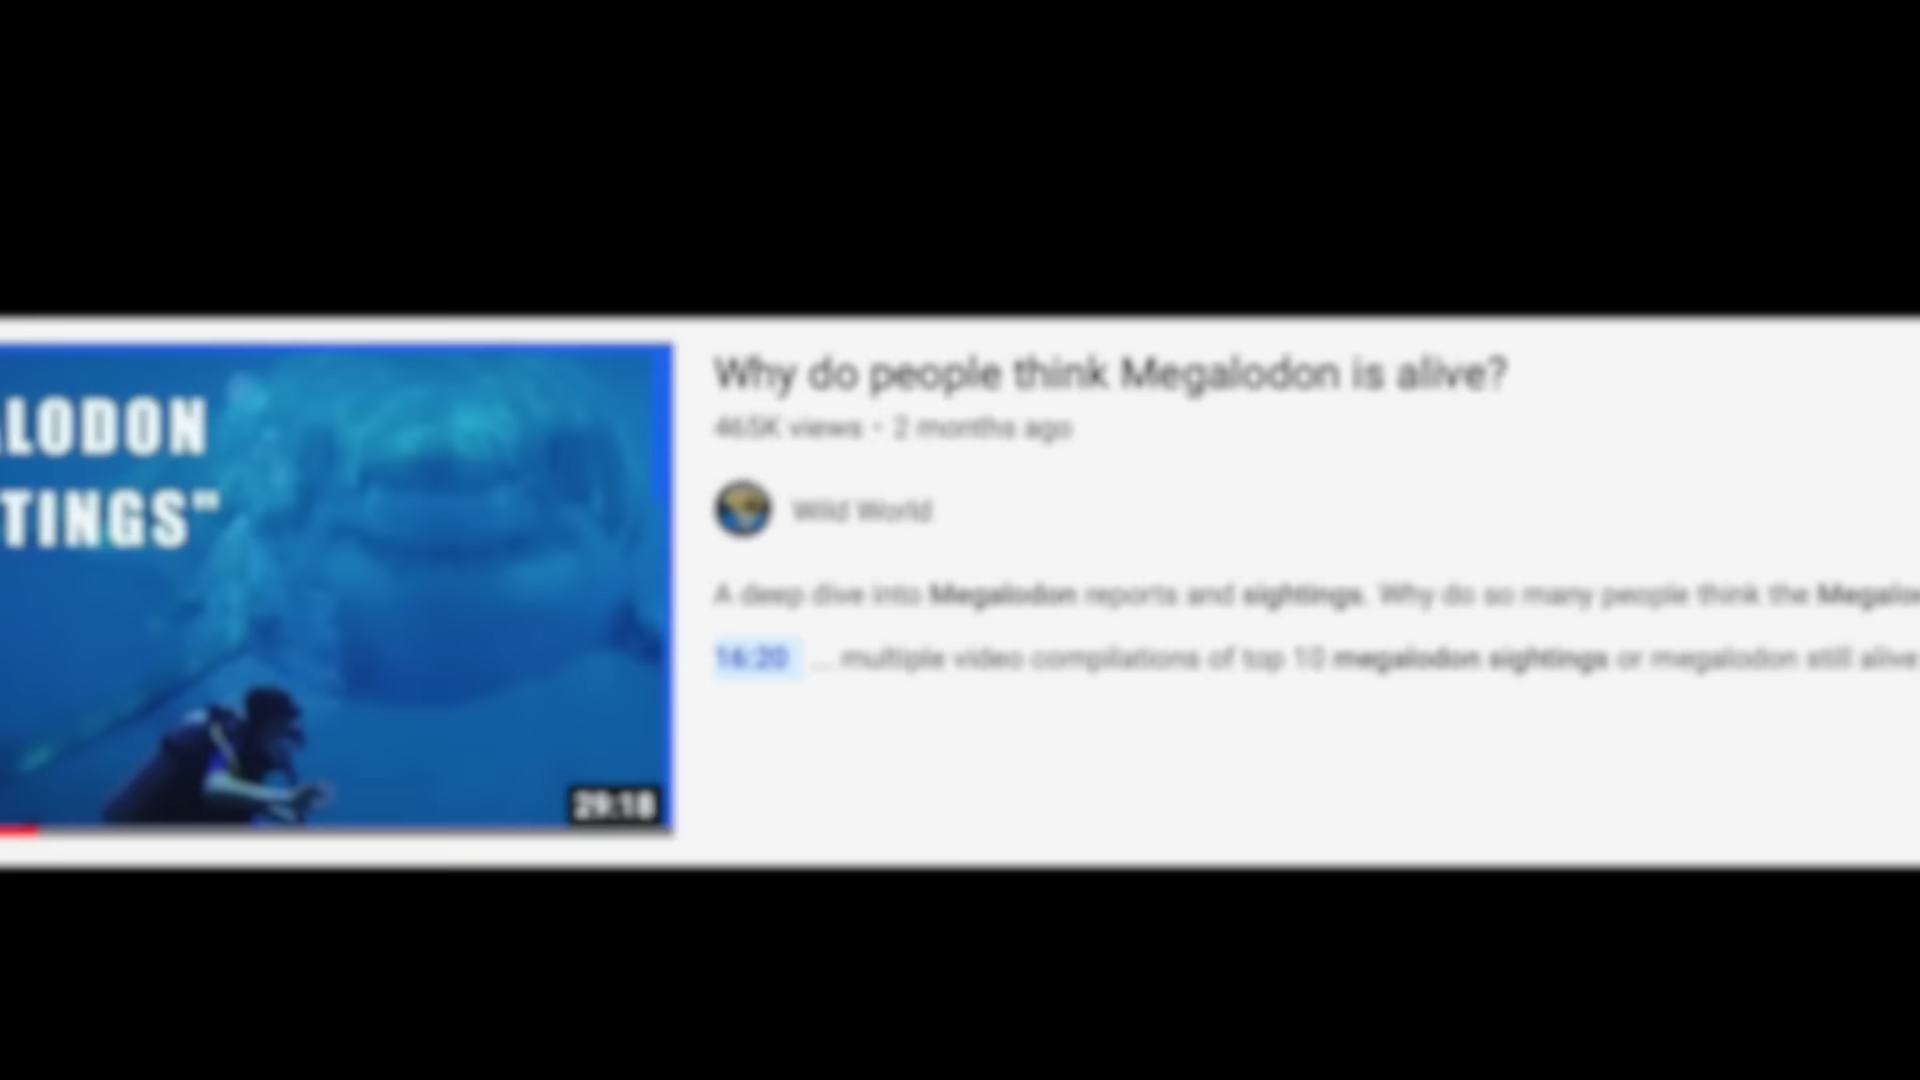 ALODON
TINGS"
29:18
Why do people think Megalodon is alive?
465K views • 2 months ago
Wild World
A deep dive into Megalodon reports and sightings. Why do so many people think the Megalo
16:20 ... multiple video compilations of top 10 megalodon sightings or megalodon still alive